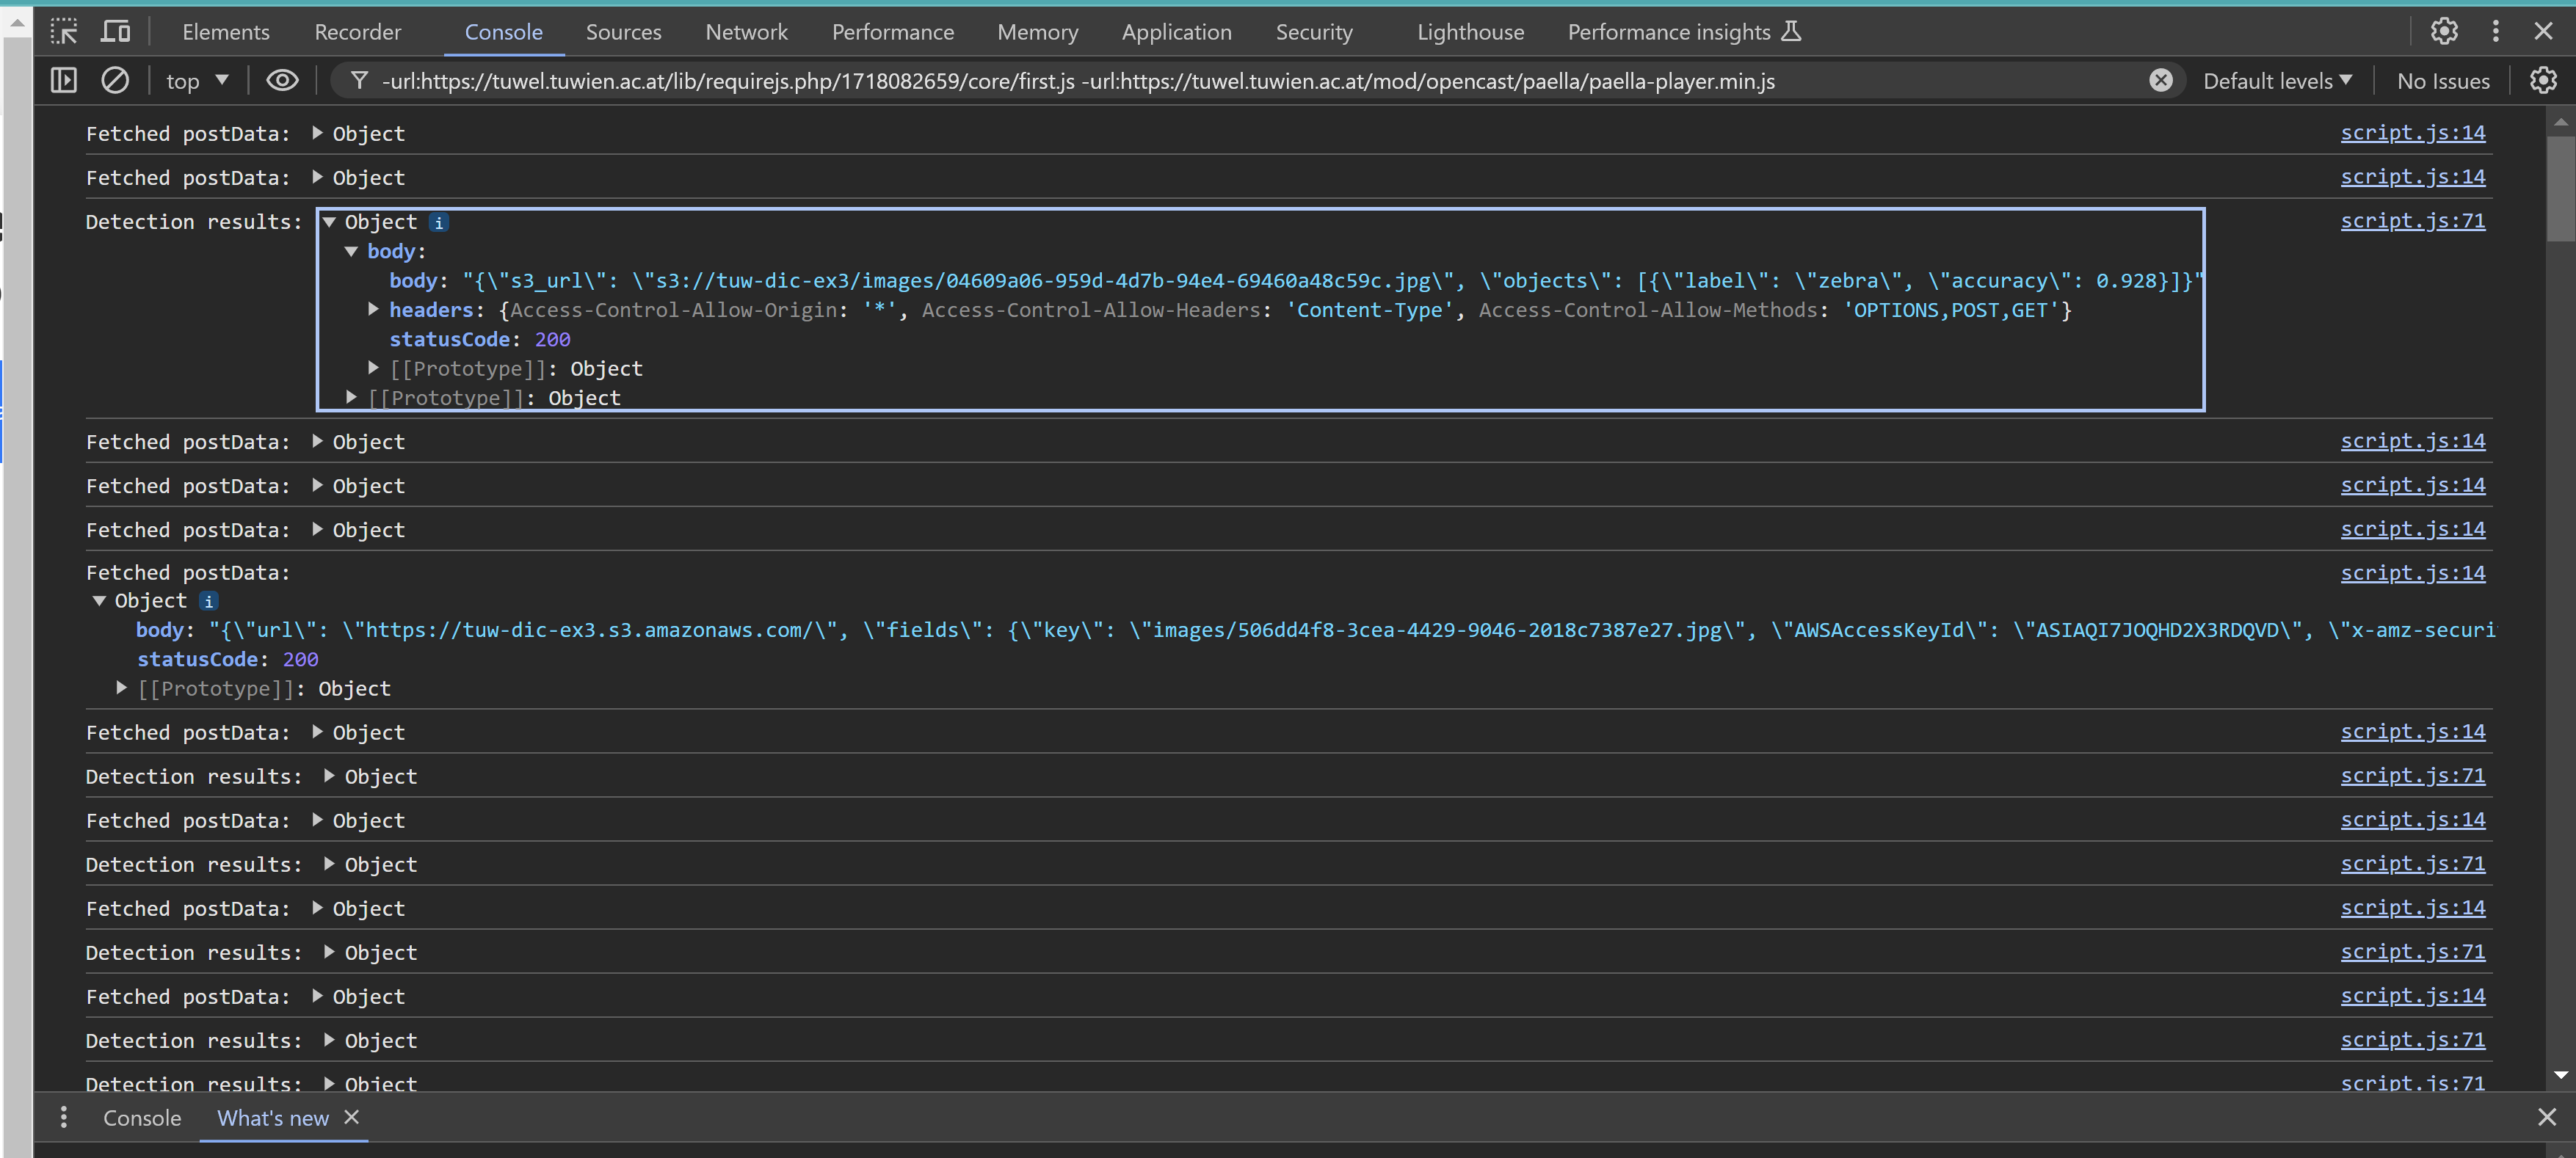 Elements Recorder Console Sources Network Performance Memory Application Security Lighthouse Performance insights
top -url:https://tuwel.tuwien.ac.at/lib/requirejs.php/1718082659/core/first.js -url:https://tuwel.tuwien.ac.at/mod/opencast/paella/paella-player.min.js Default levels No Issues
Fetched postData: Object script.js:14
Fetched postData: Object script.js:14
Detection results: Object i script.js:71
body:
body: "{\"s3_url\": \"s3://tuw-dic-ex3/images/04609a06-959d-4d7b-94e4-69460a48c59c.jpg\", \"objects\": [{\"label\": \"zebra\", \"accuracy\": 0.928}]}"
headers: {Access-Control-Allow-Origin: '*', Access-Control-Allow-Headers: 'Content-Type', Access-Control-Allow-Methods: 'OPTIONS,POST,GET'}
statusCode: 200
[[Prototype]]: Object
[[Prototype]]: Object
Fetched postData: Object script.js:14
Fetched postData: Object script.js:14
Fetched postData: Object script.js:14
Fetched postData: script.js:14
Object i
body: "{\"url\": \"https://tuw-dic-ex3.s3.amazonaws.com/\", \"fields\": {\"key\": \"images/506dd4f8-3cea-4429-9046-2018c7387e27.jpg\", \"AWSAccessKeyId\": \"ASIAQI7JOQHD2X3RDQVD\", \"x-amz-securi
statusCode: 200
[[Prototype]]: Object
Fetched postData: Object script.js:14
Detection results: Object script.js:71
Fetched postData: Object script.js:14
Detection results: Object script.js:71
Fetched postData: Object script.js:14
Detection results: Object script.js:71
Fetched postData: Object script.js:14
Detection results: Object script.js:71
Detection results: Object script.js:71
Console What's new